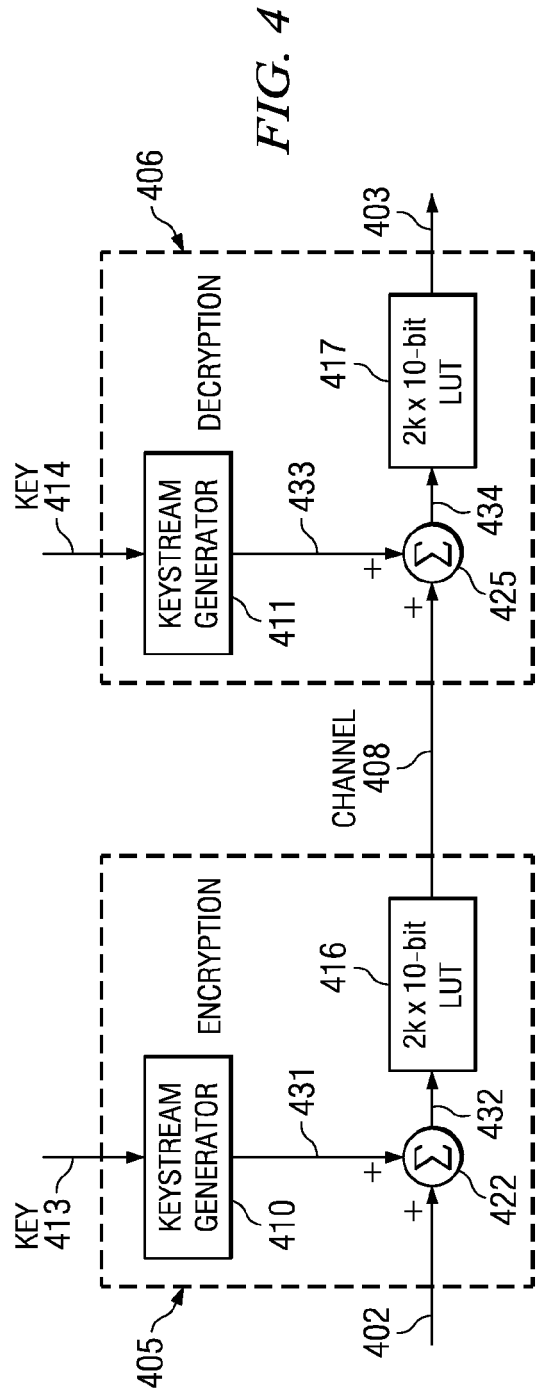 FIG. 4
405
KEY
413
KEYSTREAM
GENERATOR
410
ENCRYPTION
431
402
+
+
Σ
422
432
2k x 10-bit
LUT
416
CHANNEL
408
406
KEY
414
KEYSTREAM
GENERATOR
411
DECRYPTION
433
+
+
Σ
425
434
2k x 10-bit
LUT
417
403